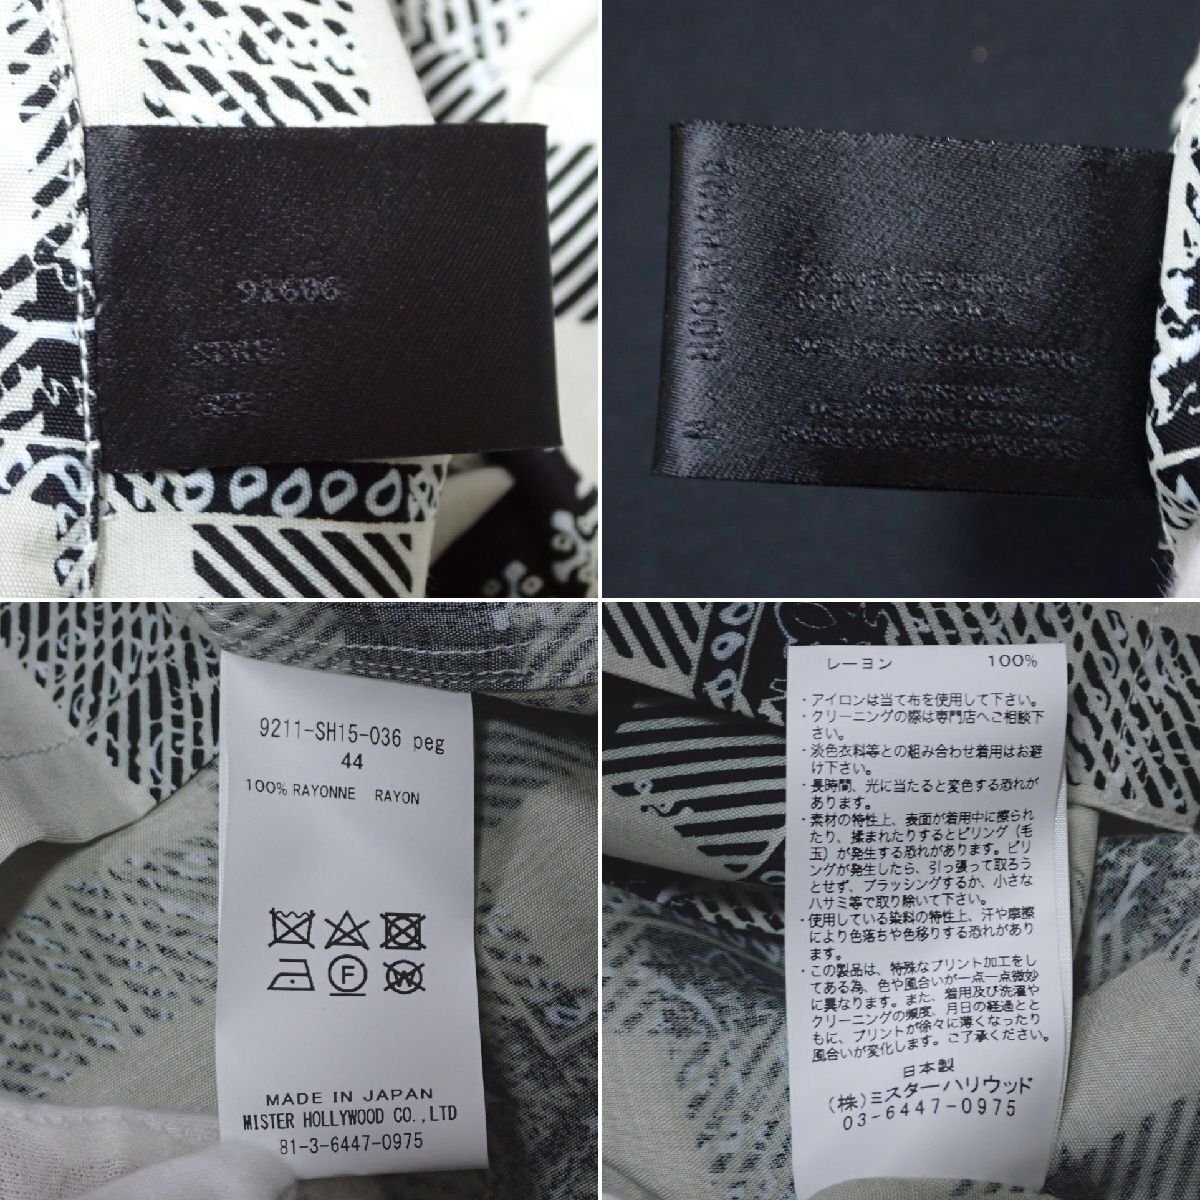 91606
9211-SH15-036 peg
44
100% RAYONNE RAYON
F
W
MADE IN JAPAN
MISTER HOLLYWOOD CO.,LTD
81-3-6447-0975
レーヨン 100%
・アイロンは当て布を使用して下さい。
・クリーニングの際は専門店へご相談下
さい。
・淡色衣料等との組み合わせ着用はお避
け下さい。
・長時間、光に当たると変色する恐れが
あります。
・素材の特性上、表面が着用中に擦られ
たり、揉まれたりするとピリング(毛
玉)が発生する恐れがあります。ピリ
ングが発生したら、引っ張って取ろう
とせず、ブラッシングするか、小さな
ハサミ等で取り除いて下さい。
・使用している染料の特性上、汗や摩擦
により色落ちや色移りする恐れがあり
ます。
・この製品は、特殊なプリント加工をし
てある為、色や風合いが一点一点微妙
に異なります。また、着用及び洗濯や
クリーニングの頻度、月日の経過とと
もに、プリントが徐々に薄くなったり
風合いが変化します。ご了承ください。
日本製
(株)ミスターハリウッド
03-6447-0975